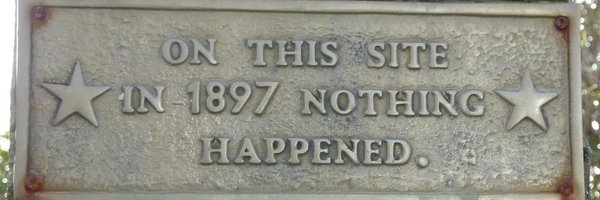 ON THIS SITE
IN 1897 NOTHING
HAPPENED.